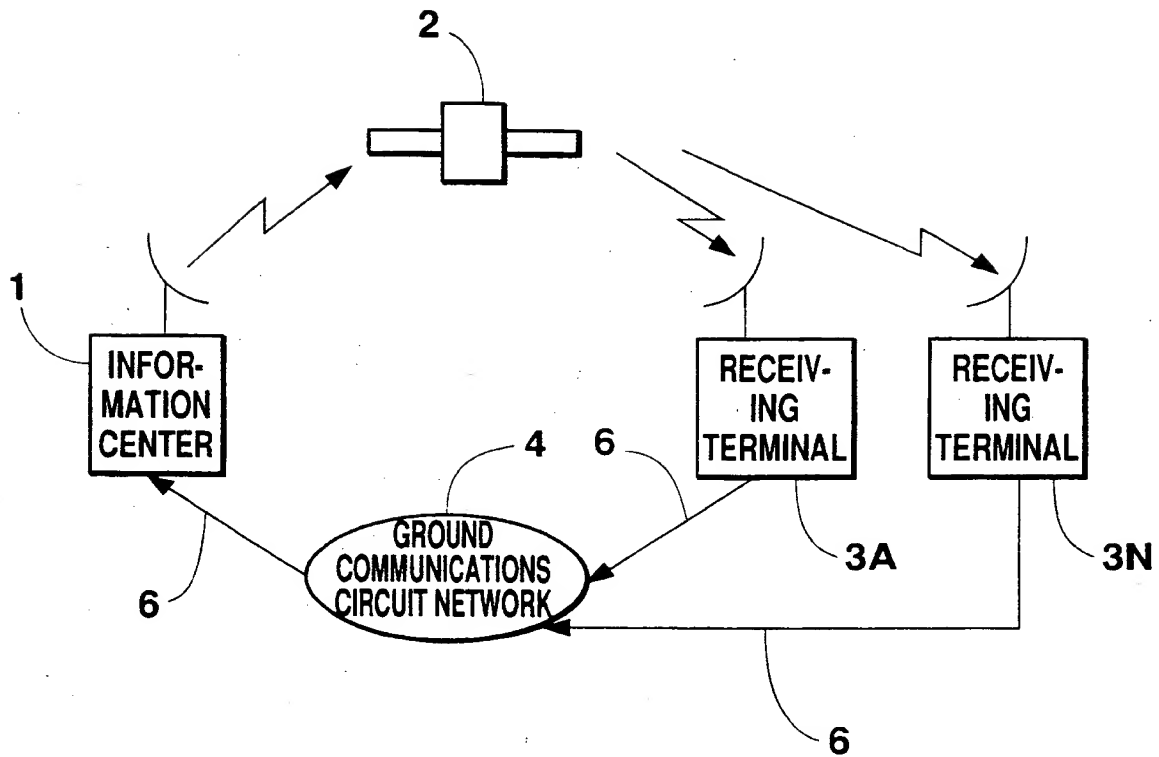 2
1
INFOR-
MATION
CENTER
RECEIV-
ING
TERMINAL
RECEIV-
ING
TERMINAL
4
6
GROUND
COMMUNICATIONS
CIRCUIT NETWORK
3A
3N
6
6